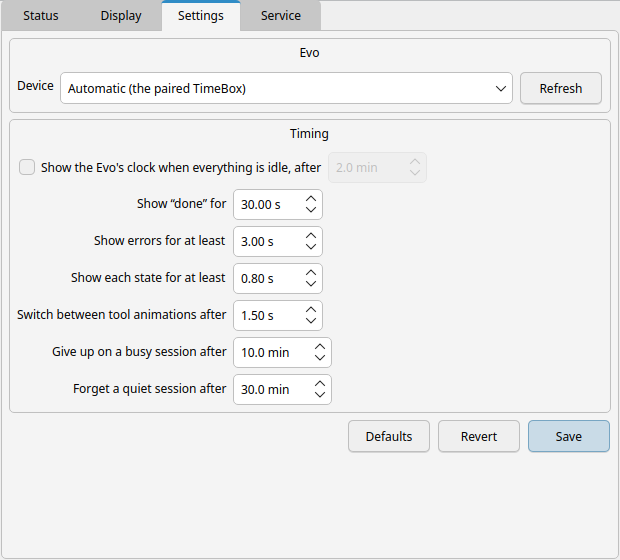 Status Display Settings Service
Evo
Device Automatic (the paired TimeBox) Refresh
Timing
Show the Evo's clock when everything is idle, after 2.0 min
Show “done” for 30.00 s
Show errors for at least 3.00 s
Show each state for at least 0.80 s
Switch between tool animations after 1.50 s
Give up on a busy session after 10.0 min
Forget a quiet session after 30.0 min
Defaults Revert Save